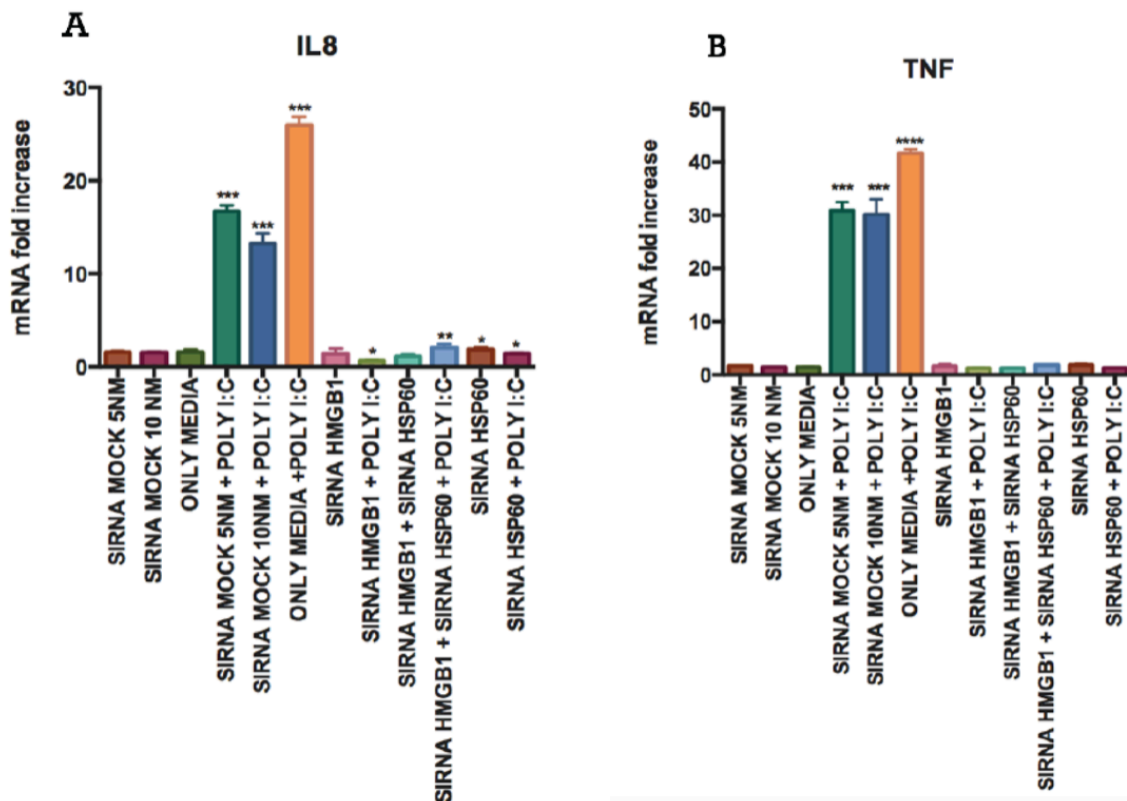 A
IL8
mRNA fold increase
30
20
10
0
***
***
***
*
**
*
*
SIRNA MOCK 5NM
SIRNA MOCK 10 NM
ONLY MEDIA
SIRNA MOCK 5NM + POLY I:C
SIRNA MOCK 10NM + POLY I:C
ONLY MEDIA +POLY I:C
SIRNA HMGB1
SIRNA HMGB1 + POLY I:C
SIRNA HMGB1 + SIRNA HSP60
SIRNA HMGB1 + SIRNA HSP60 + POLY I:C
SIRNA HSP60
SIRNA HSP60 + POLY I:C
B
TNF
mRNA fold increase
50
40
30
20
10
0
***
***
****
SIRNA MOCK 5NM
SIRNA MOCK 10 NM
ONLY MEDIA
SIRNA MOCK 5NM + POLY I:C
SIRNA MOCK 10NM + POLY I:C
ONLY MEDIA +POLY I:C
SIRNA HMGB1
SIRNA HMGB1 + POLY I:C
SIRNA HMGB1 + SIRNA HSP60
SIRNA HMGB1 + SIRNA HSP60 + POLY I:C
SIRNA HSP60
SIRNA HSP60 + POLY I:C